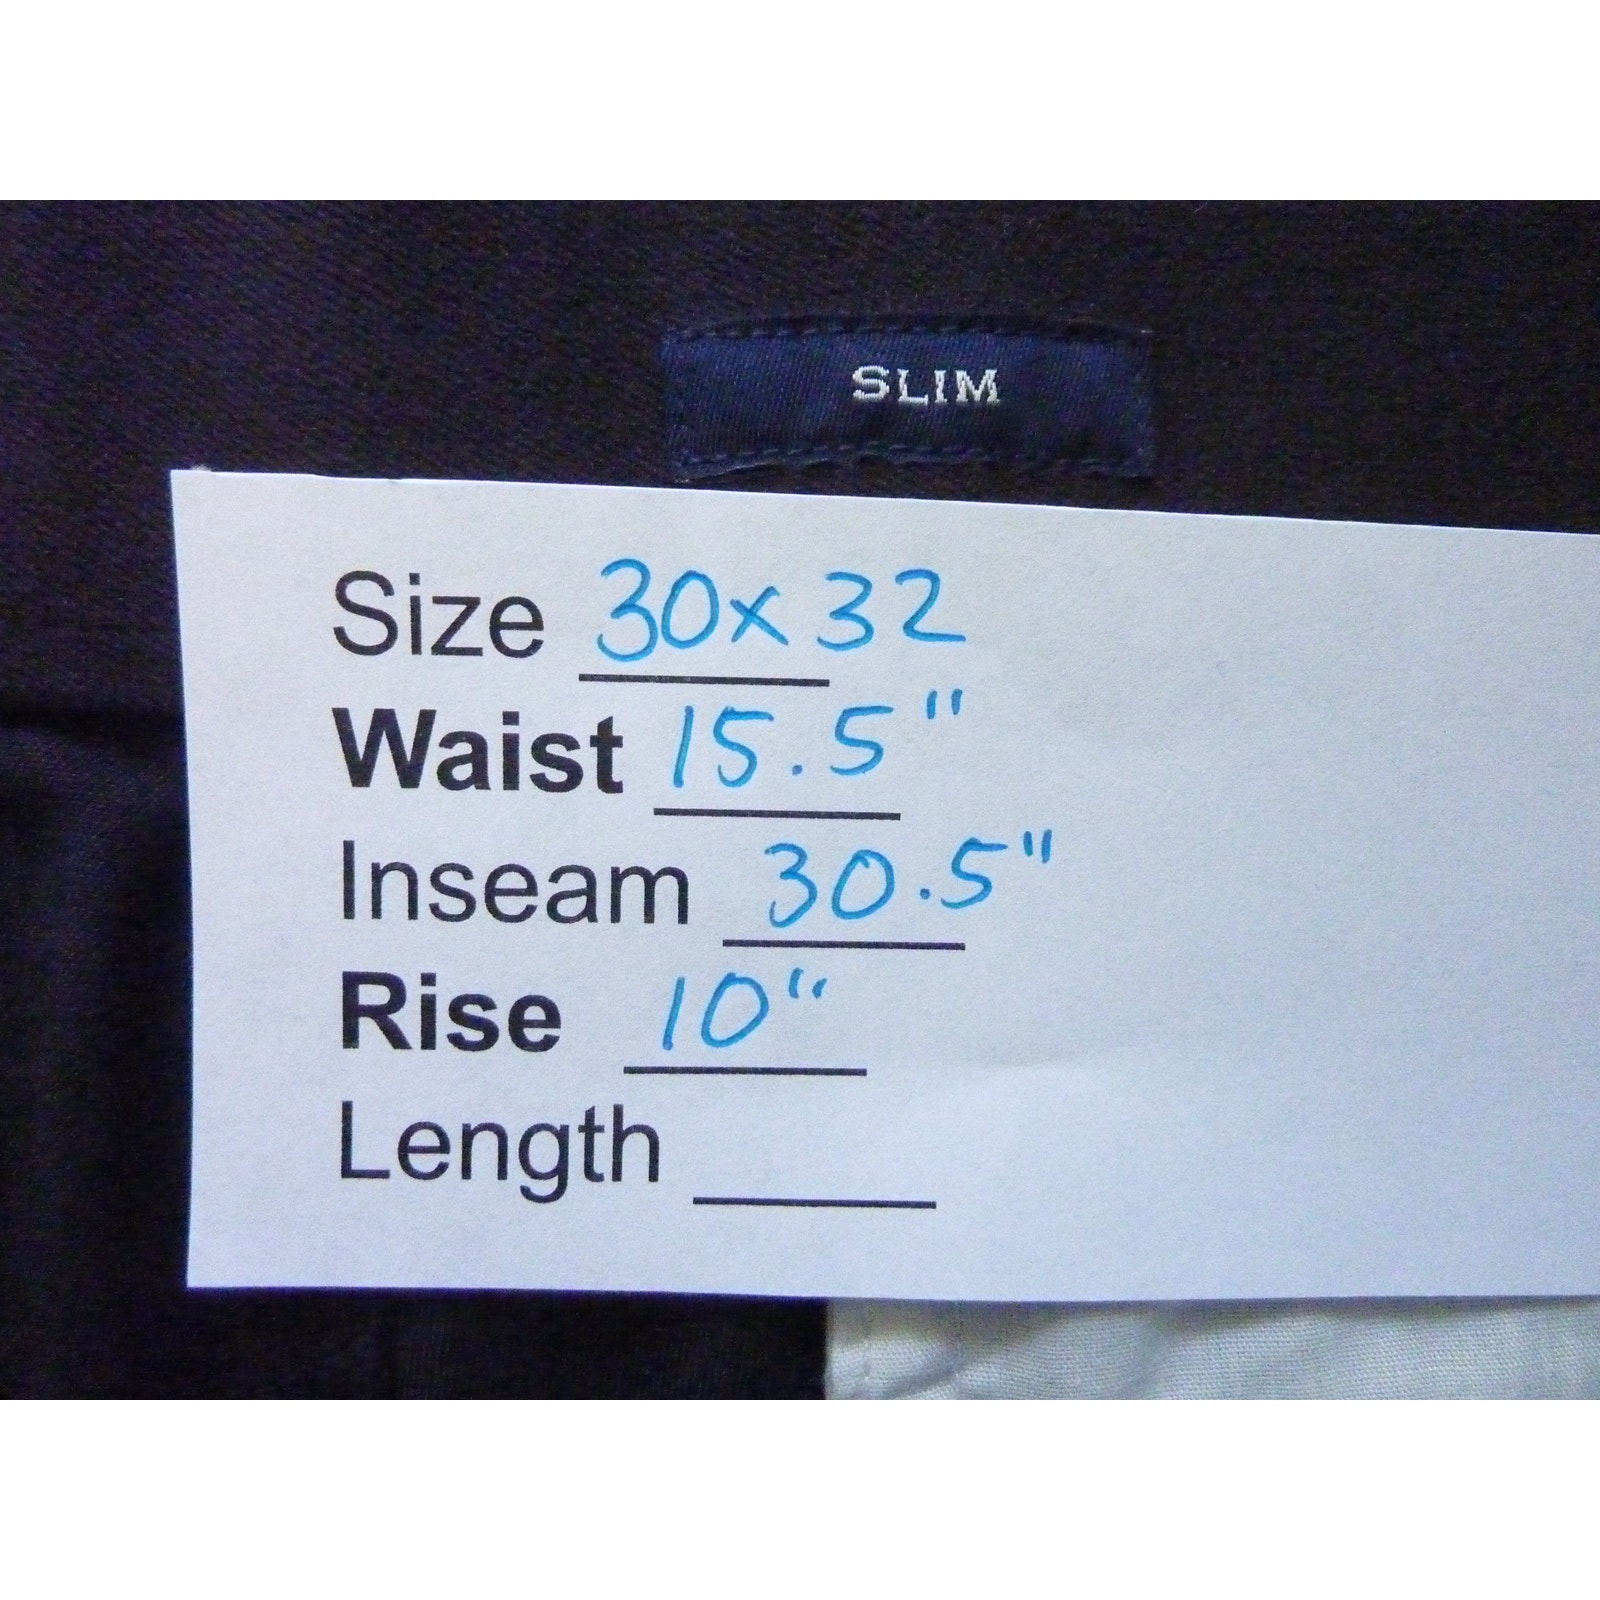 SLIM
Size 30x32
Waist 15.5"
Inseam 30.5"
Rise 10"
Length